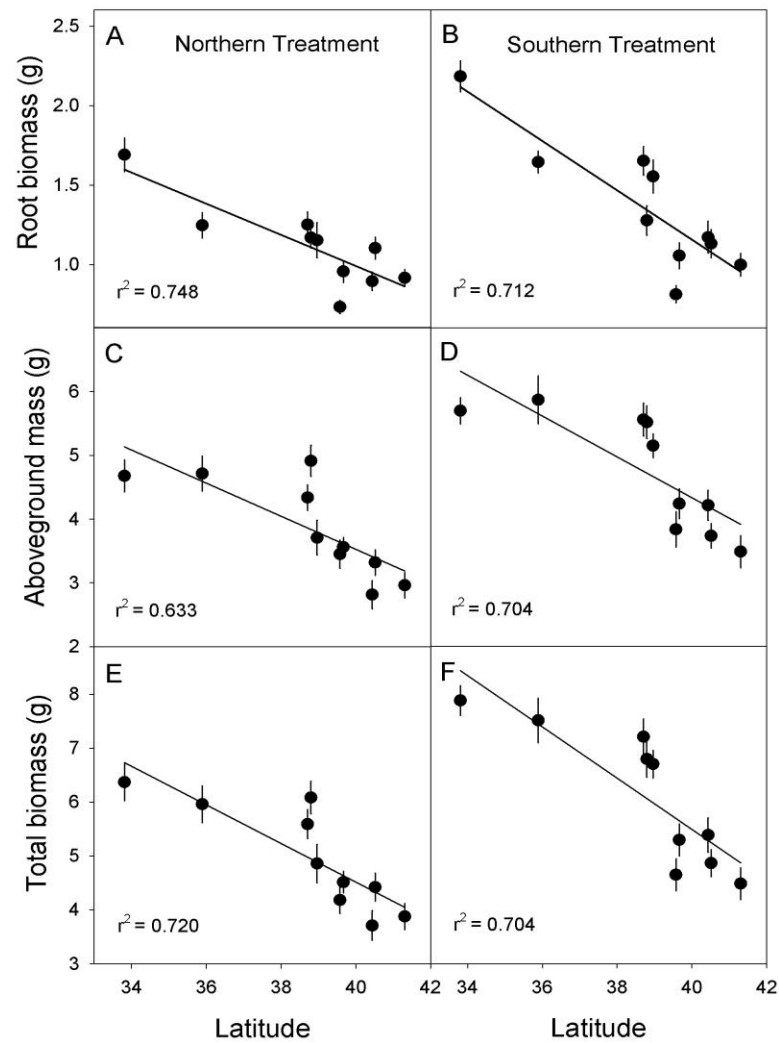 A Northern Treatment
B Southern Treatment
Root biomass (g)
2.5
2.0
1.5
1.0
r² = 0.748
r² = 0.712
C
D
Aboveground mass (g)
6
5
4
3
2
r² = 0.633
r² = 0.704
E
F
Total biomass (g)
8
7
6
5
4
3
r² = 0.720
r² = 0.704
34 36 38 40 42
34 36 38 40 42
Latitude
Latitude